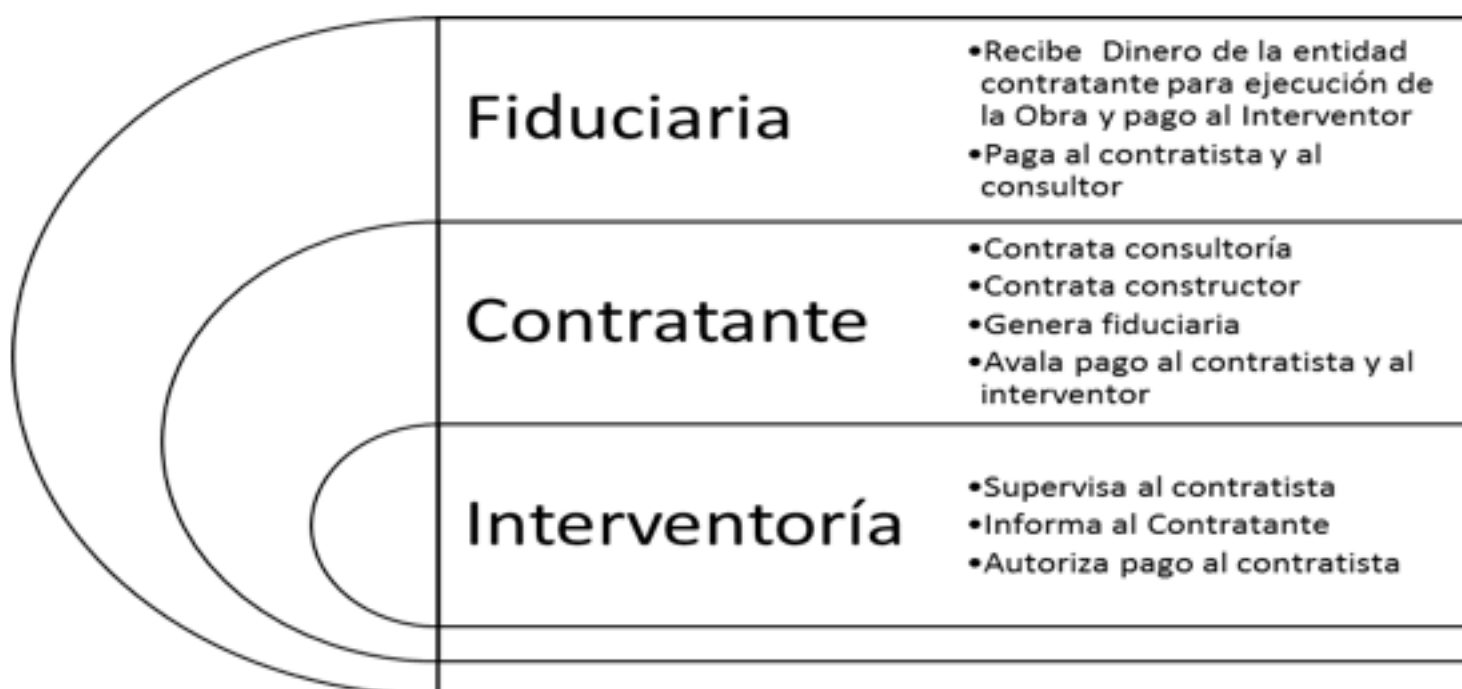 Fiduciaria
•Recibe Dinero de la entidad
contratante para ejecución de
la Obra y pago al Interventor
•Paga al contratista y al
consultor
Contratante
•Contrata consultoría
•Contrata constructor
•Genera fiduciaria
•Avala pago al contratista y al
interventor
Interventoría
•Supervisa al contratista
•Informa al Contratante
•Autoriza pago al contratista